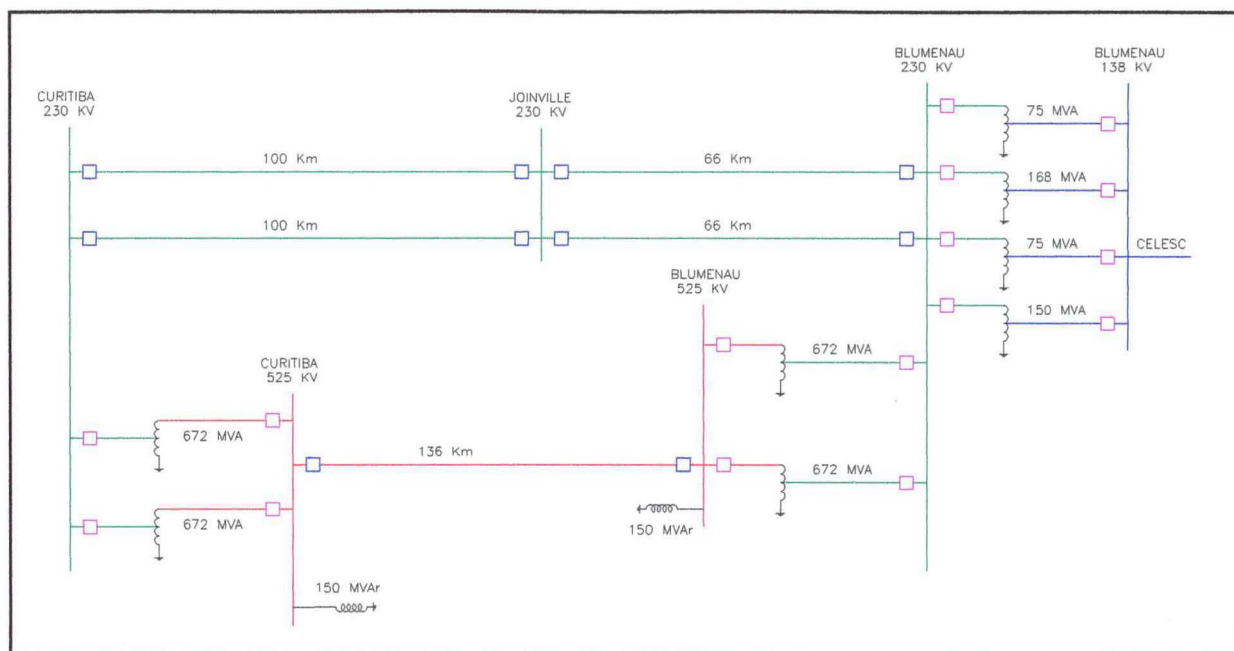 BLUMENAU
230 KV
BLUMENAU
138 KV
CURITIBA
230 KV
JOINVILLE
230 KV
75 MVA
100 Km
66 Km
168 MVA
100 Km
66 Km
75 MVA
CELESC
BLUMENAU
525 KV
150 MVA
672 MVA
CURITIBA
525 KV
672 MVA
136 Km
672 MVA
672 MVA
150 MVAr
150 MVAr